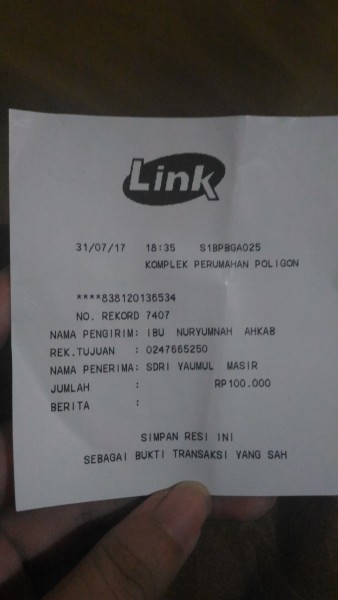 Link
31/07/17 18:35 S1BPBGA025
KOMPLEK PERUMAHAN POLIGON
****838120136534
NO. REKORD 7407
NAMA PENGIRIM: IBU NURYUMNAH AHKAB
REK.TUJUAN : 0247665250
NAMA PENERIMA: SDRI YAUMUL MASIR
JUMLAH : RP100.000
BERITA :
SIMPAN RESI INI
SEBAGAI BUKTI TRANSAKSI YANG SAH